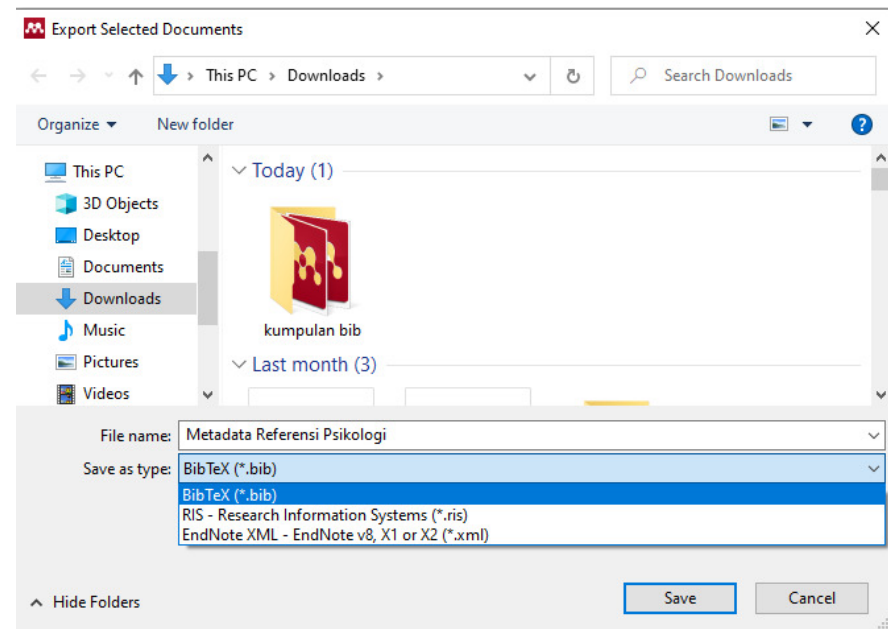 Export Selected Documents
This PC > Downloads >
Search Downloads
Organize
New folder
?
This PC
3D Objects
Desktop
Documents
Downloads
Music
Pictures
Videos
Today (1)
kumpulan bib
Last month (3)
File name: Metadata Referensi Psikologi
Save as type: BibTeX (*.bib)
BibTeX (*.bib)
RIS - Research Information Systems (*.ris)
EndNote XML - EndNote v8, X1 or X2 (*.xml)
Hide Folders
Save
Cancel